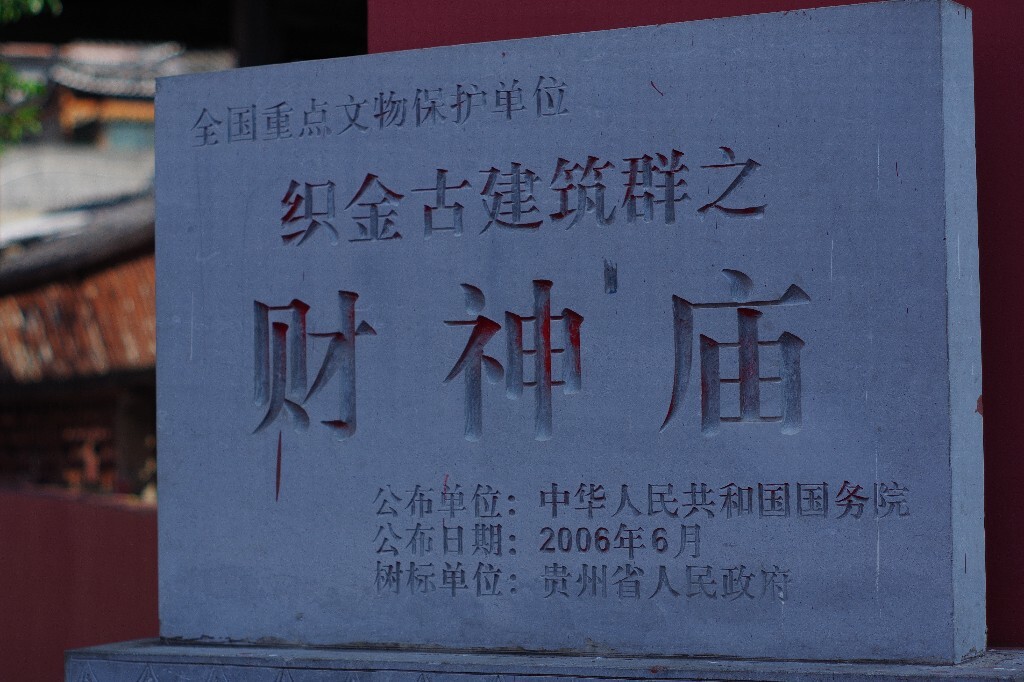 全国重点文物保护单位
织金古建筑群之
财神庙
公布单位：中华人民共和国国务院
公布日期：2006年6月
树标单位：贵州省人民政府